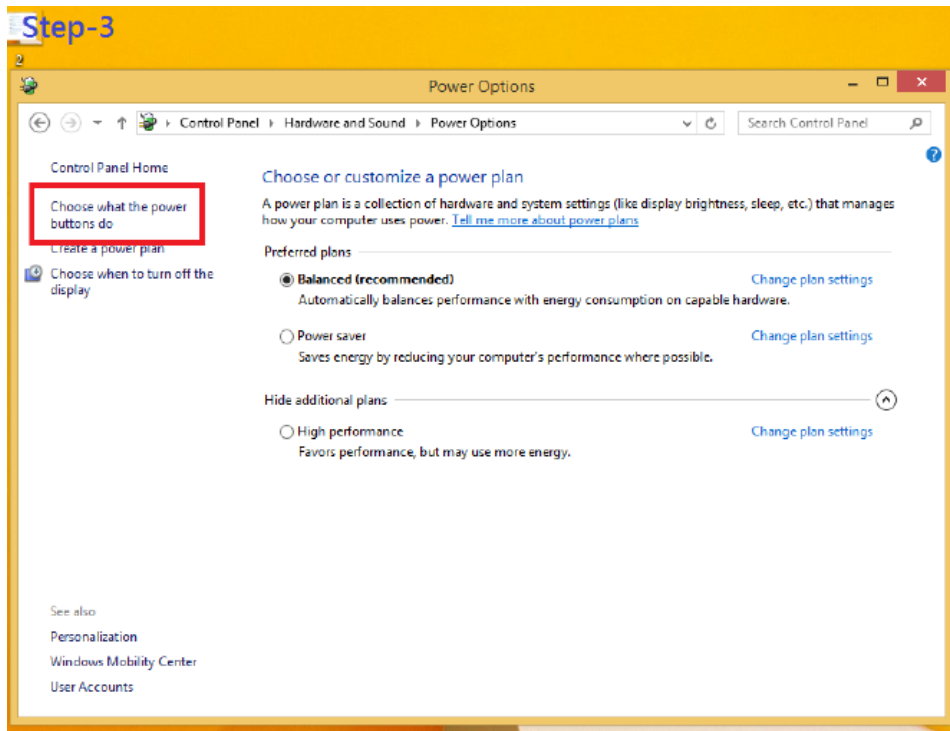 Step-3
2
Power Options
Control Panel Hardware and Sound Power Options
Search Control Panel
Control Panel Home
Choose what the power
buttons do
Create a power plan
Choose when to turn off the
display
Choose or customize a power plan
A power plan is a collection of hardware and system settings (like display brightness, sleep, etc.) that manages
how your computer uses power. Tell me more about power plans
Preferred plans
Balanced (recommended) Change plan settings
Automatically balances performance with energy consumption on capable hardware.
Power saver Change plan settings
Saves energy by reducing your computer's performance where possible.
Hide additional plans
High performance Change plan settings
Favors performance, but may use more energy.
See also
Personalization
Windows Mobility Center
User Accounts